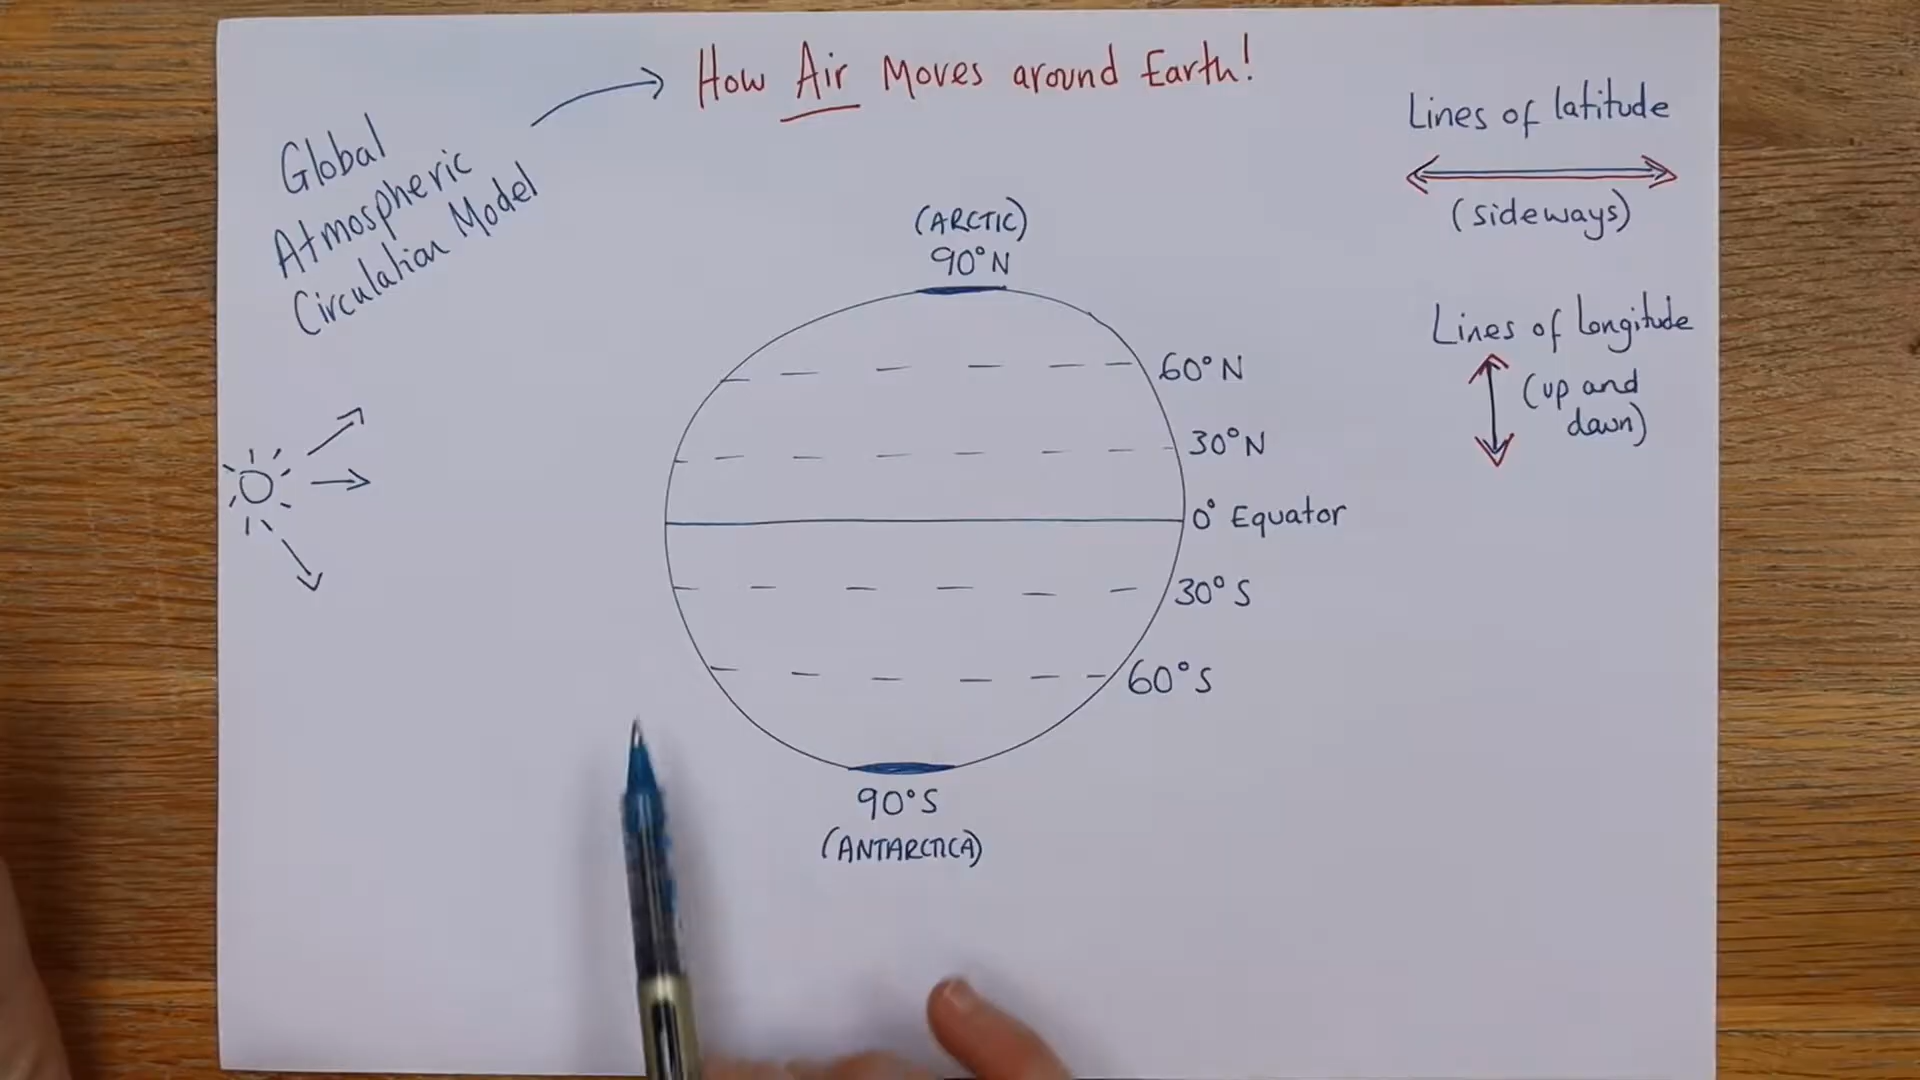 How Air Moves around Earth!
Global
Atmospheric
Circulation Model
Lines of latitude
(sideways)
Lines of longitude
(up and
down)
(ARCTIC)
90°N
60°N
30°N
0° Equator
30°S
60°S
90°S
(ANTARCTICA)